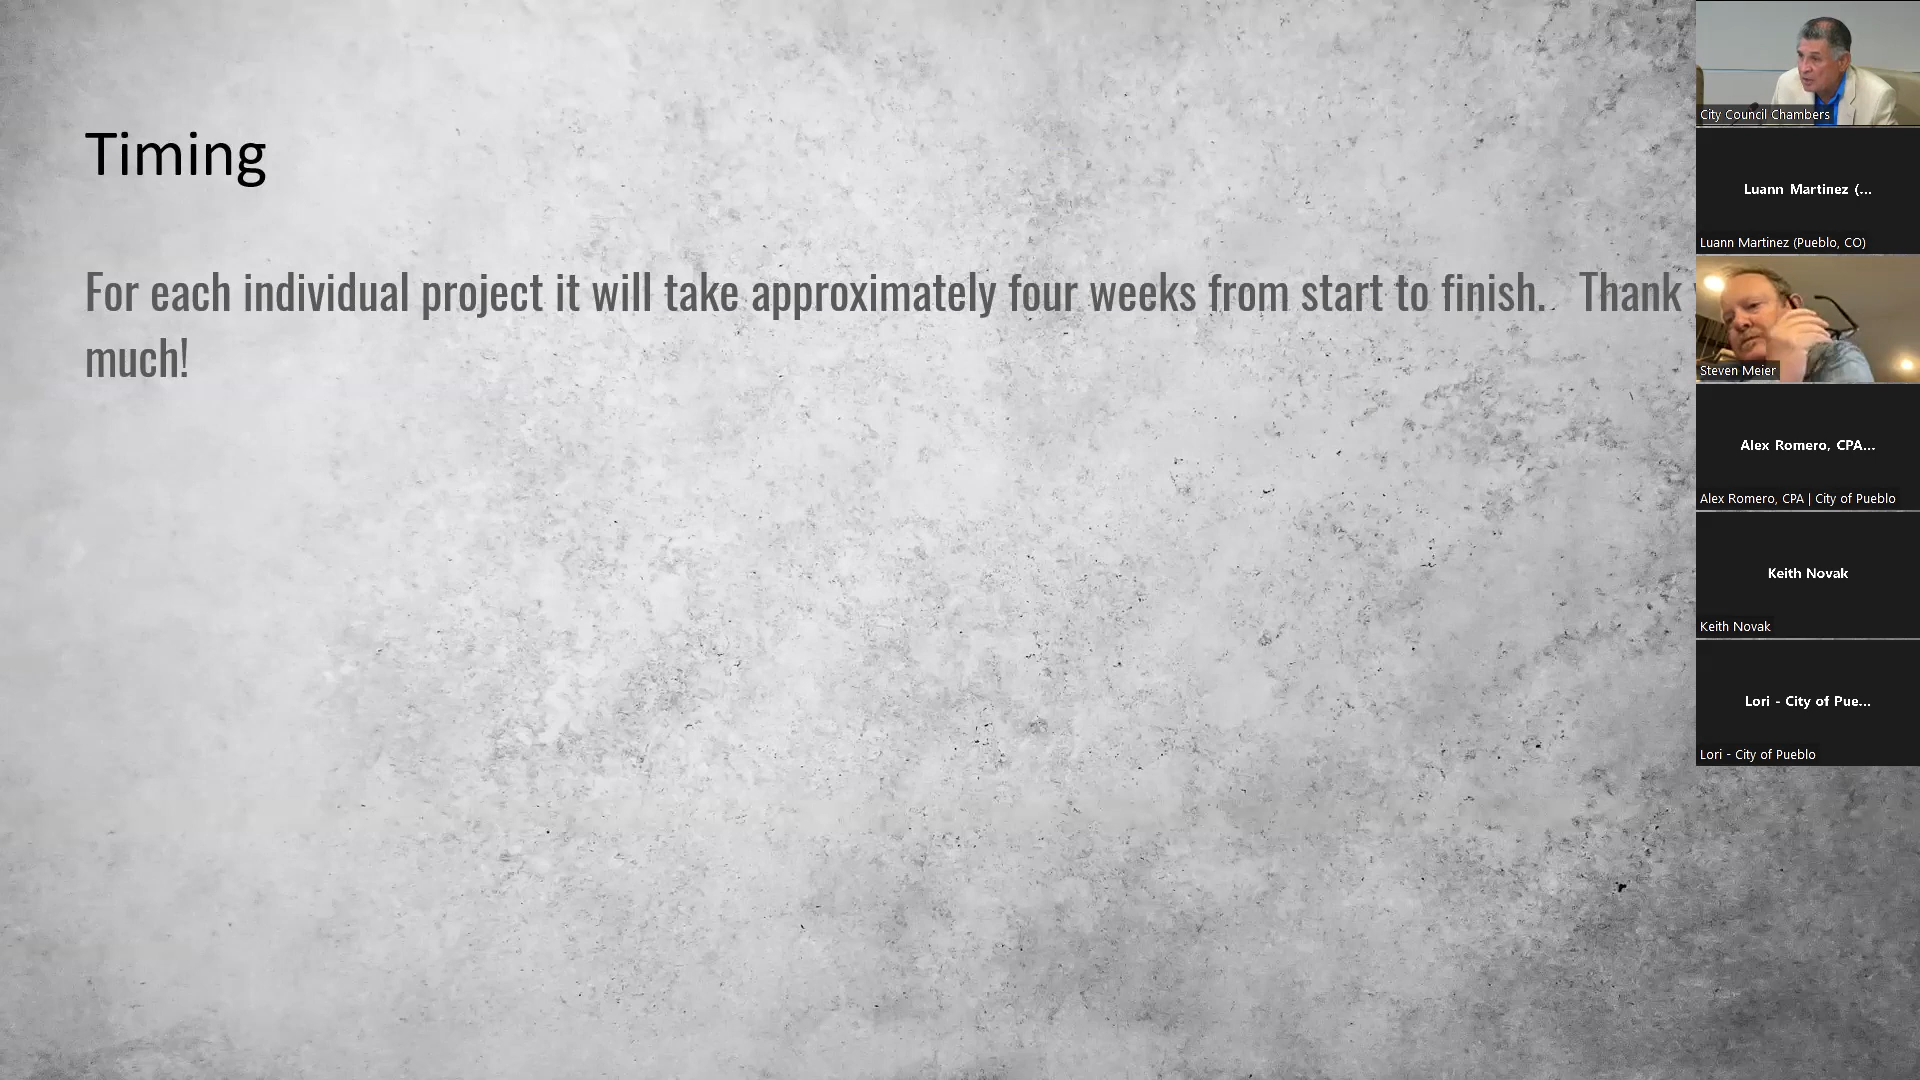 Timing
For each individual project it will take approximately four weeks from start to finish. Thank
much!
City Council Chambers
Luann Martinez (...
Luann Martinez (Pueblo, CO)
Steven Meier
Alex Romero, CPA...
Alex Romero, CPA | City of Pueblo
Keith Novak
Keith Novak
Lori - City of Pue...
Lori - City of Pueblo